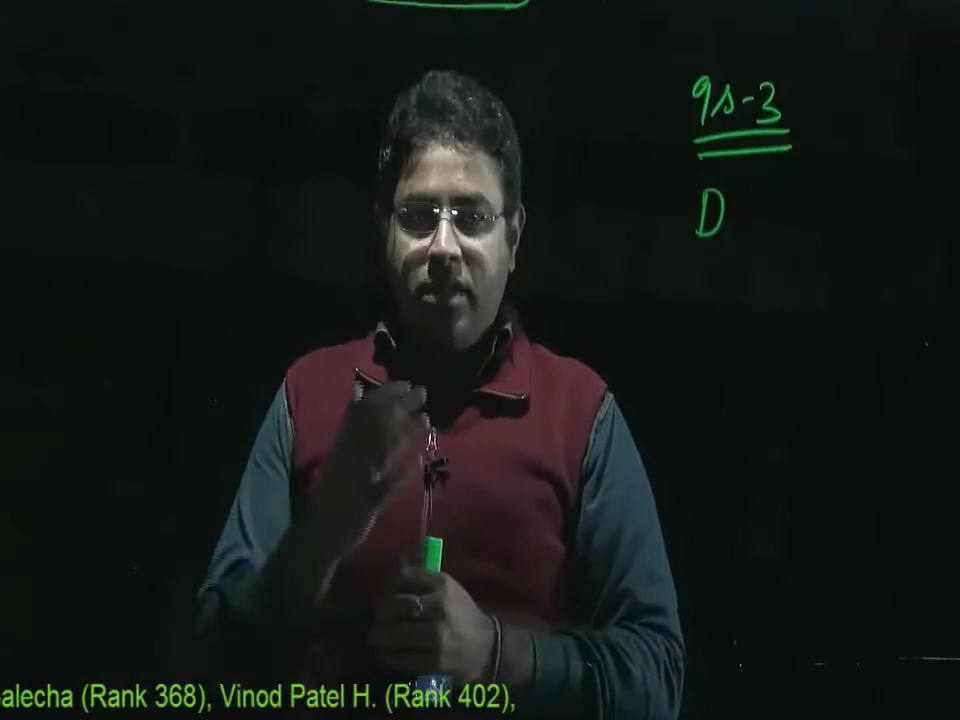 9s-3
D
alecha (Rank 368), Vinod Patel H. (Rank 402),